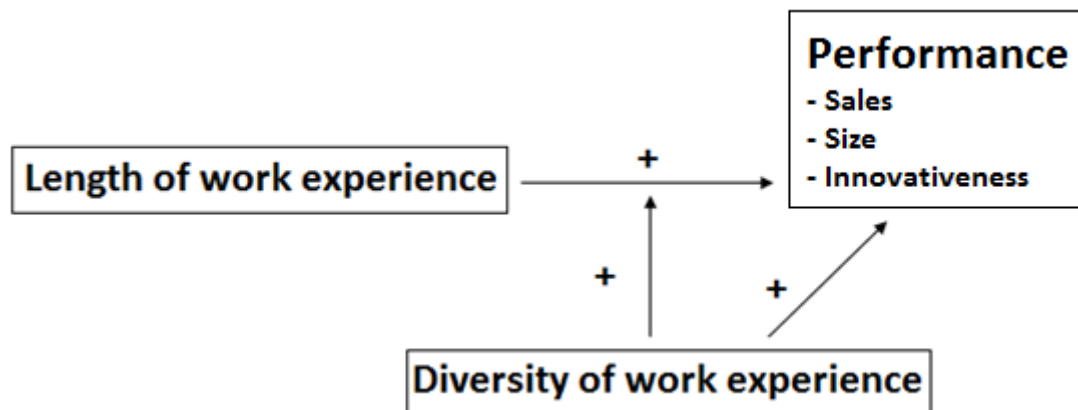 Performance
- Sales
- Size
- Innovativeness
Length of work experience
+
+
+
Diversity of work experience